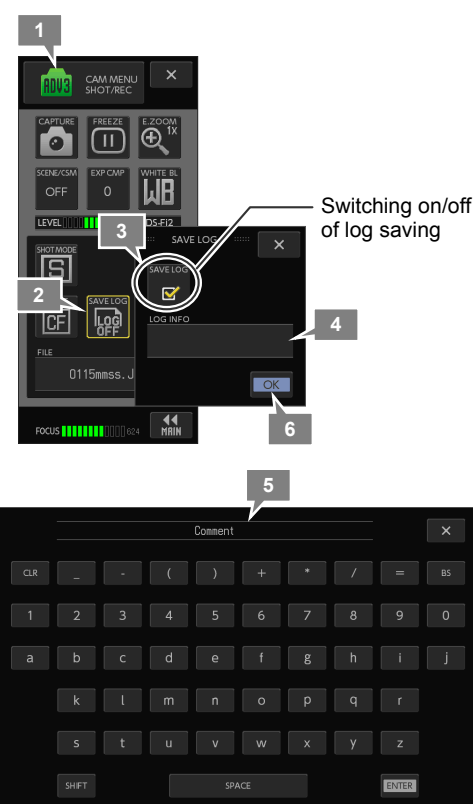 1
ADV3
CAM MENU
SHOT/REC
×
CAPTURE
FREEZE
E.ZOOM
1X
SCENE/CSM
OFF
EXP CMP
0
WHITE BL
WB
LEVEL
DS-Fi2
Switching on/off
of log saving
3
SAVE LOG
×
SHOT MODE
S
SAVE LOG
2
CF
SAVE LOG
LOG
OFF
LOG INFO
4
FILE
0115mmss.J
OK
6
FOCUS
624
MAIN
5
Comment
×
CLR _ - ( ) + * / = BS
1 2 3 4 5 6 7 8 9 0
a b c d e f g h i j
k l m n o p q r
s t u v w x y z
SHIFT SPACE ENTER